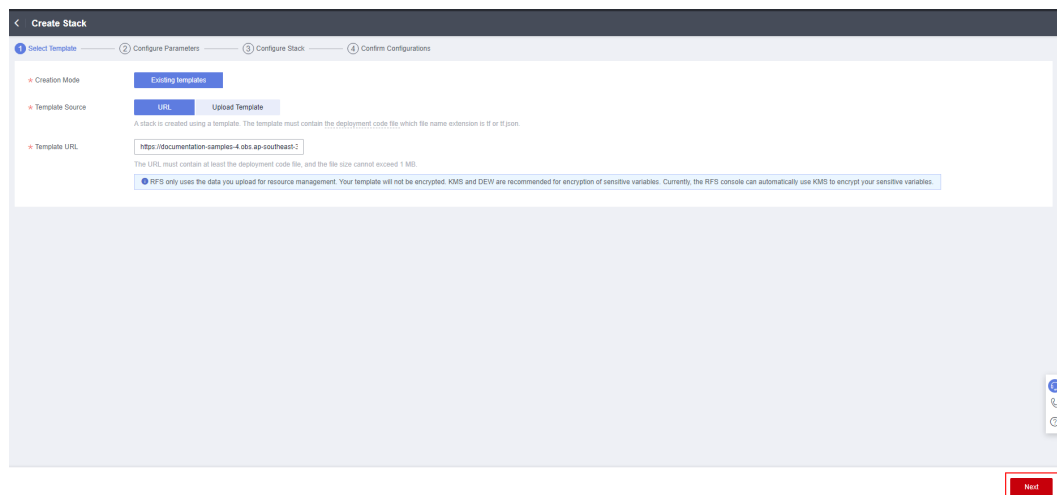 Create Stack
1 Select Template 2 Configure Parameters 3 Configure Stack 4 Confirm Configurations
* Creation Mode Existing templates
* Template Source URL Upload Template
A stack is created using a template. The template must contain the deployment code file which file name extension is tf or tf.json.
* Template URL https://documentation-samples-4.obs.ap-southeast-3
The URL must contain at least the deployment code file, and the file size cannot exceed 1 MB.
RFS only uses the data you upload for resource management. Your template will not be encrypted. KMS and DEW are recommended for encryption of sensitive variables. Currently, the RFS console can automatically use KMS to encrypt your sensitive variables.
Next